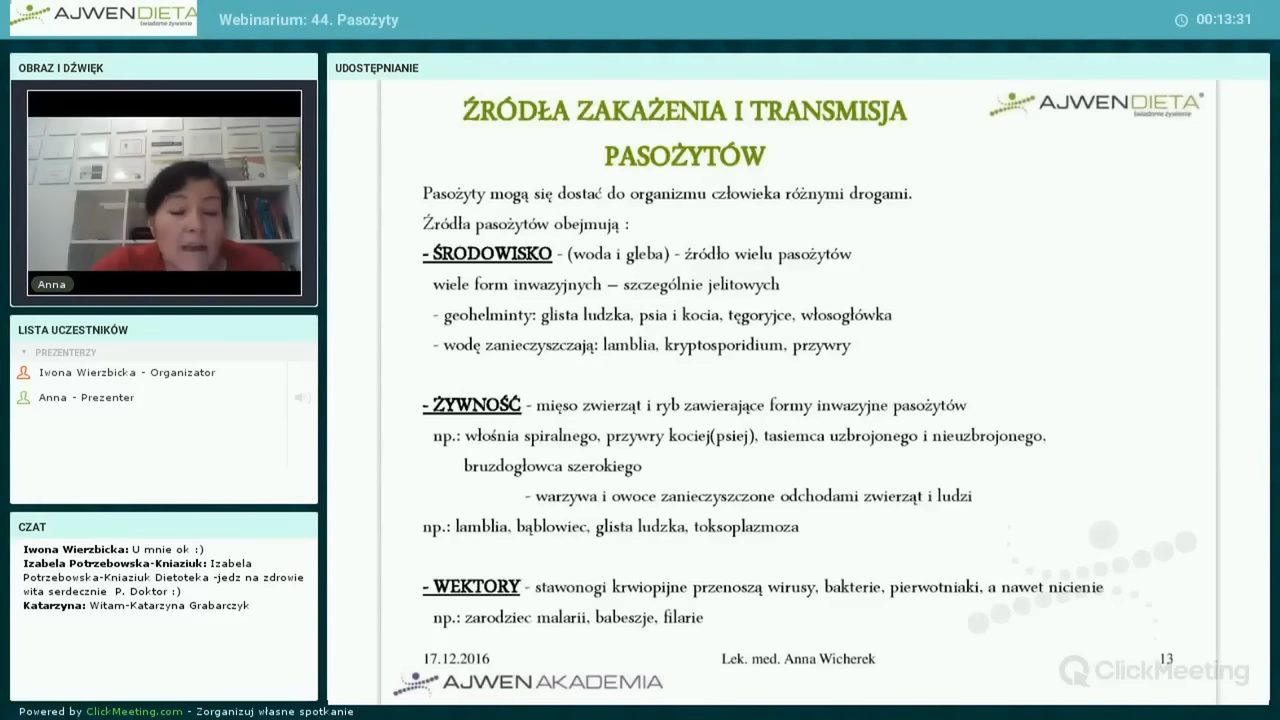 AJWENDIETA
świadome żywienie
Webinarium: 44. Pasożyty
00:13:31
OBRAZ I DŹWIĘK
Anna
LISTA UCZESTNIKÓW
PREZENTERZY
Iwona Wierzbicka - Organizator
Anna - Prezenter
CZAT
Iwona Wierzbicka: U mnie ok :)
Izabela Potrzebowska-Kniaziuk: Izabela
Potrzebowska-Kniaziuk Dietoteka -jedz na zdrowie
wita serdecznie P. Doktor :)
Katarzyna: Witam-Katarzyna Grabarczyk
UDOSTĘPNIANIE
ŹRÓDŁA ZAKAŻENIA I TRANSMISJA
PASOŻYTÓW
AJWENDIETA®
świadome żywienie
Pasożyty mogą się dostać do organizmu człowieka różnymi drogami.
Źródła pasożytów obejmują :
- ŚRODOWISKO - (woda i gleba) - źródło wielu pasożytów
wiele form inwazyjnych – szczególnie jelitowych
- geohelminty: glista ludzka, psia i kocia, tęgoryjce, włosogłówka
- wodę zanieczyszczają: lamblia, kryptosporidium, przywry
- ŻYWNOŚĆ - mięso zwierząt i ryb zawierające formy inwazyjne pasożytów
np.: włośnia spiralnego, przywry kociej(psiej), tasiemca uzbrojonego i nieuzbrojonego,
bruzdogłowca szerokiego
- warzywa i owoce zanieczyszczone odchodami zwierząt i ludzi
np.: lamblia, bąblowiec, glista ludzka, toksoplazmoza
- WEKTORY - stawonogi krwiopijne przenoszą wirusy, bakterie, pierwotniaki, a nawet nicienie
np.: zarodziec malarii, babeszje, filarie
17.12.2016
Lek. med. Anna Wicherek
13
AJWEN AKADEMIA
ClickMeeting
Powered by ClickMeeting.com - Zorganizuj własne spotkanie